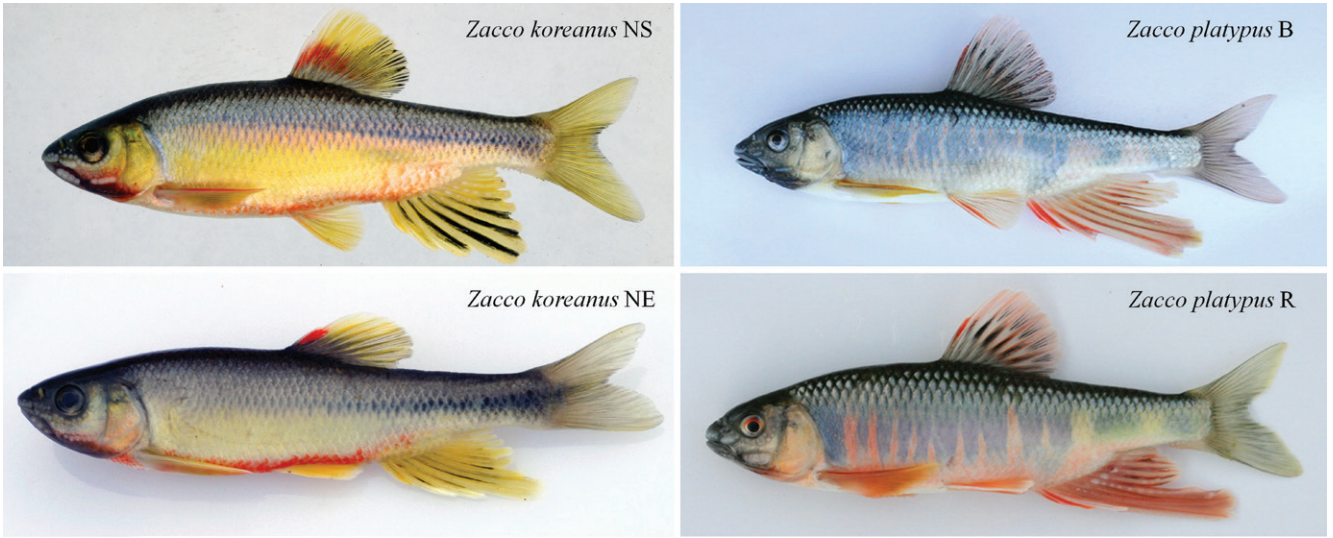 Zacco koreanus NS
Zacco platypus B
Zacco koreanus NE
Zacco platypus R